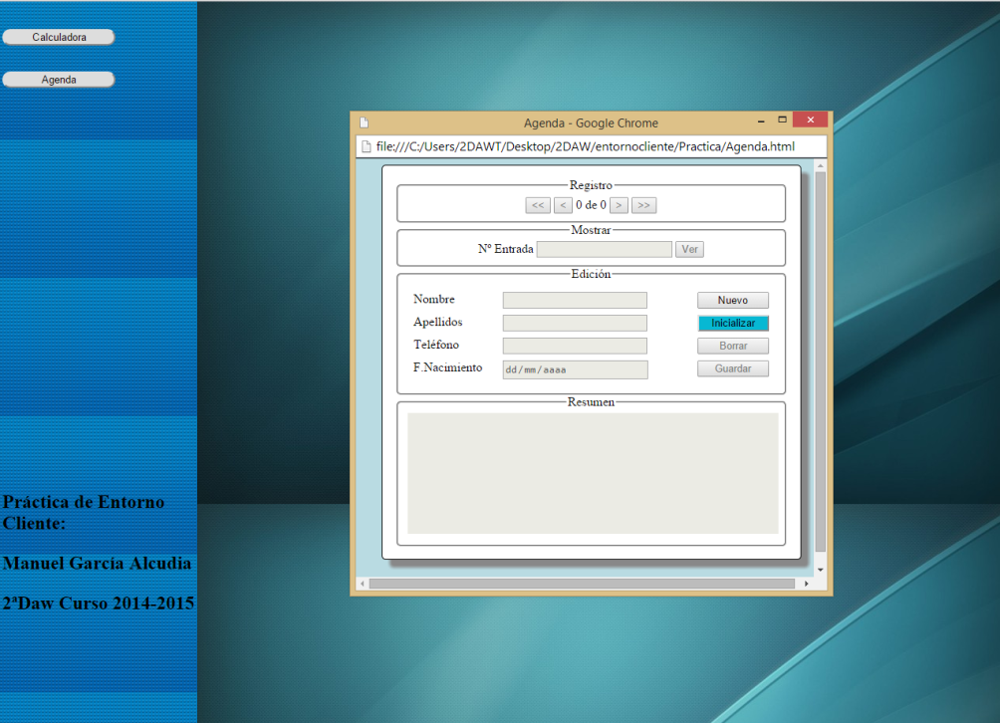 Calculadora
Agenda
Práctica de Entorno
Cliente:
Manuel García Alcudia
2ªDaw Curso 2014-2015
Agenda - Google Chrome
file:///C:/Users/2DAWT/Desktop/2DAW/entornocliente/Practica/Agenda.html
Registro
<< < 0 de 0 > >>
Mostrar
Nº Entrada Ver
Edición
Nombre Nuevo
Apellidos Inicializar
Teléfono Borrar
F.Nacimiento dd/mm/aaaa Guardar
Resumen